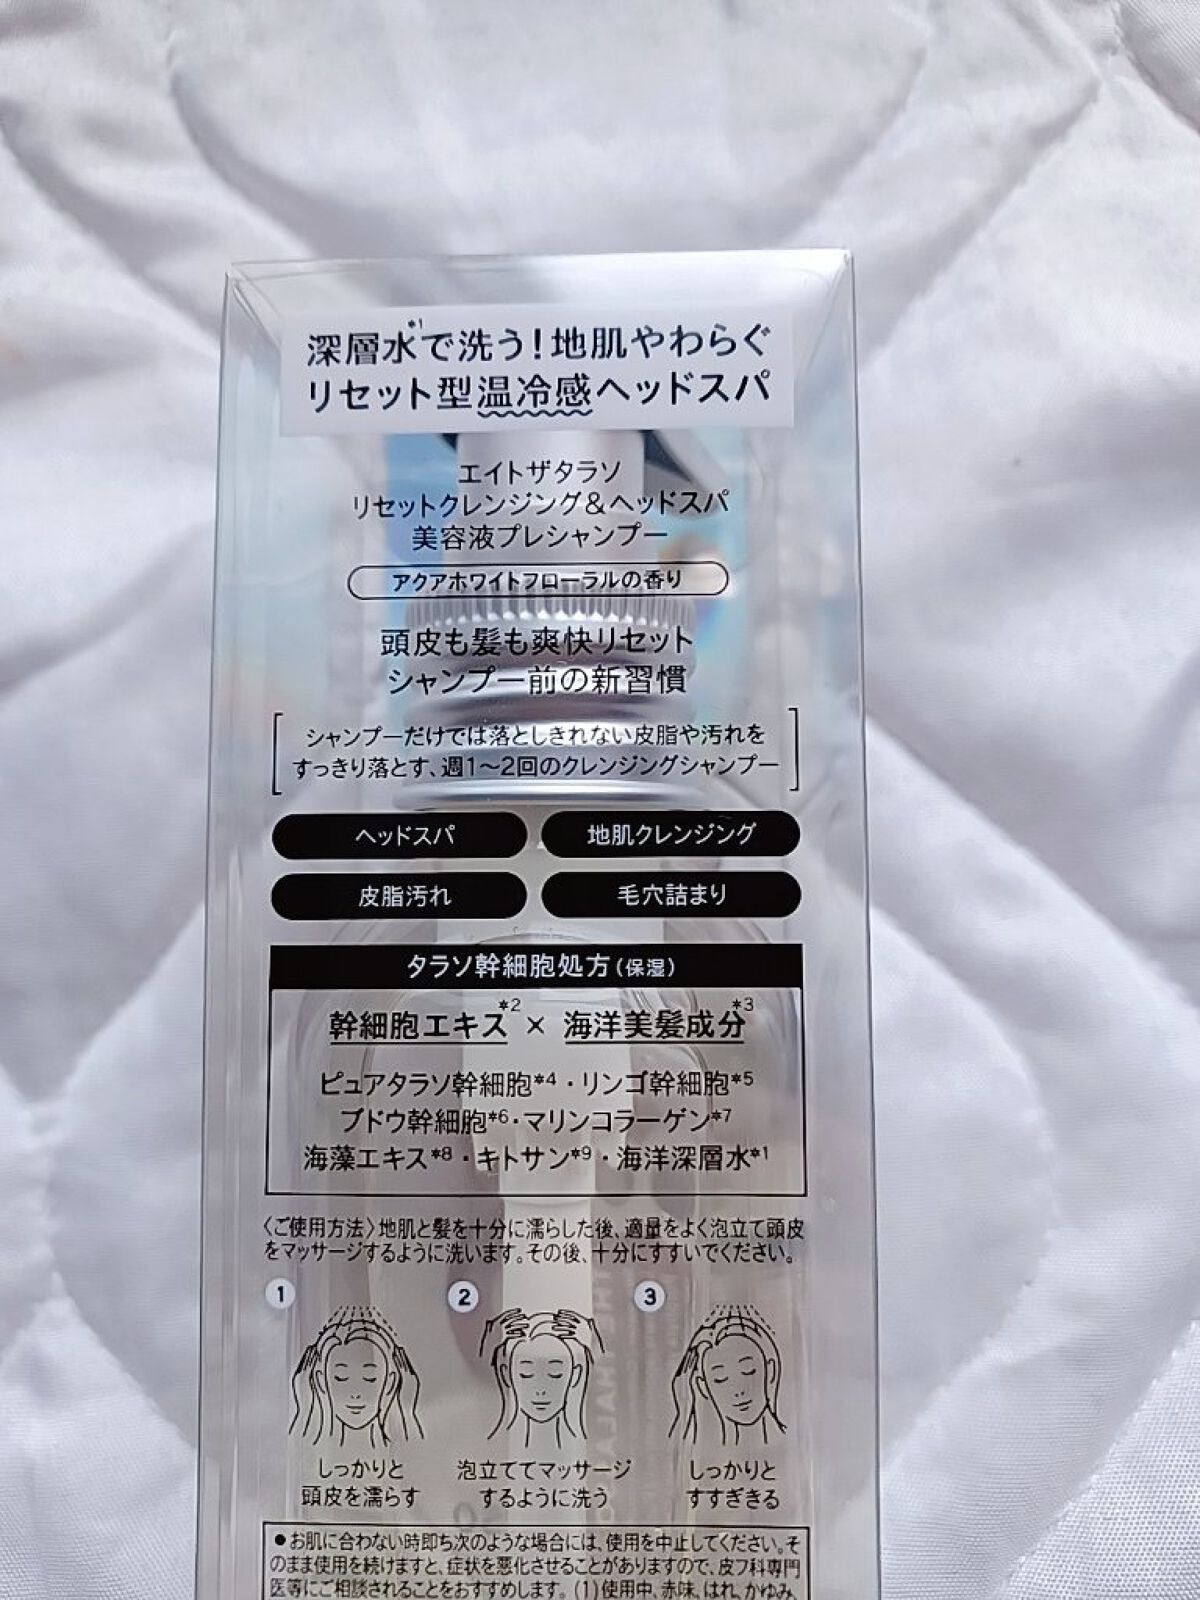 深層水*1で洗う！地肌やわらぐ
リセット型温冷感ヘッドスパ
エイトザタラソ
リセットクレンジング＆ヘッドスパ
美容液プレシャンプー
アクアホワイトフローラルの香り
頭皮も髪も爽快リセット
シャンプー前の新習慣
シャンプーだけでは落としきれない皮脂や汚れを
すっきり落とす、週1〜2回のクレンジングシャンプー
ヘッドスパ 地肌クレンジング
皮脂汚れ 毛穴詰まり
タラソ幹細胞処方（保湿）
幹細胞エキス*2 × 海洋美髪成分*3
ピュアタラソ幹細胞*4・リンゴ幹細胞*5
ブドウ幹細胞*6・マリンコラーゲン*7
海藻エキス*8・キトサン*9・海洋深層水*1
〈ご使用方法〉地肌と髪を十分に濡らした後、適量をよく泡立て頭皮
をマッサージするように洗います。その後、十分にすすいでください。
1 2 3
しっかりと 泡立ててマッサージ しっかりと
頭皮を濡らす するように洗う すすぎきる
●お肌に合わない時即ち次のような場合には、使用を中止してください。そ
のまま使用を続けますと、症状を悪化させることがありますので、皮フ科専門
医等にご相談されることをおすすめします。（1）使用中、赤味、はれ、かゆみ、